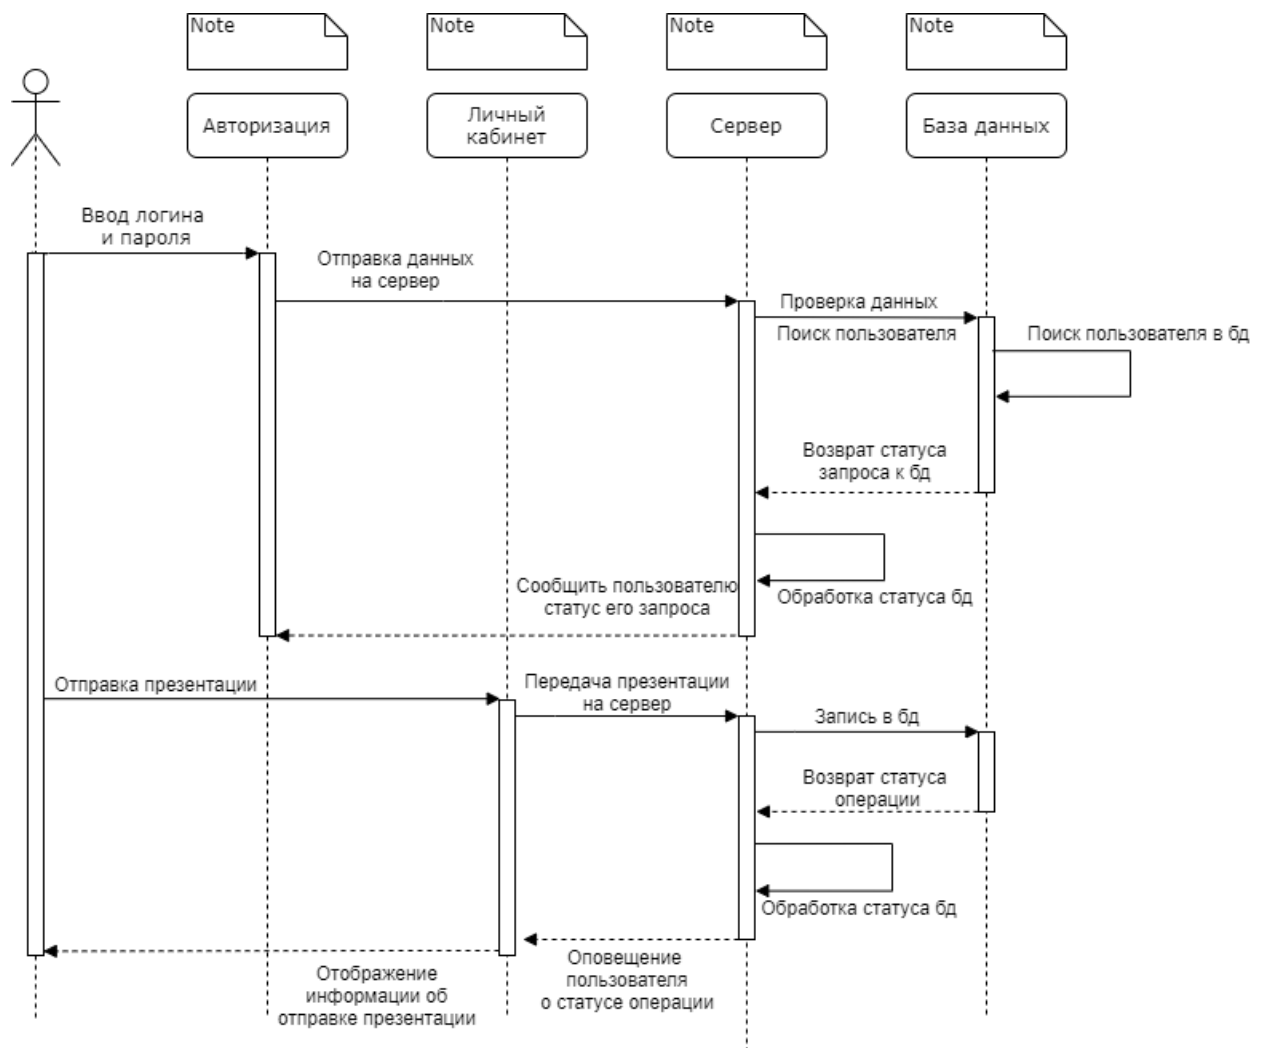 Note
Note
Note
Note
Авторизация
Личный
кабинет
Сервер
База данных
Ввод логина
и пароля
Отправка данных
на сервер
Проверка данных
Поиск пользователя
Поиск пользователя в бд
Возврат статуса
запроса к бд
Обработка статуса бд
Сообщить пользователю
статус его запроса
Отправка презентации
Передача презентации
на сервер
Запись в бд
Возврат статуса
операции
Обработка статуса бд
Оповещение
пользователя
о статусе операции
Отображение
информации об
отправке презентации